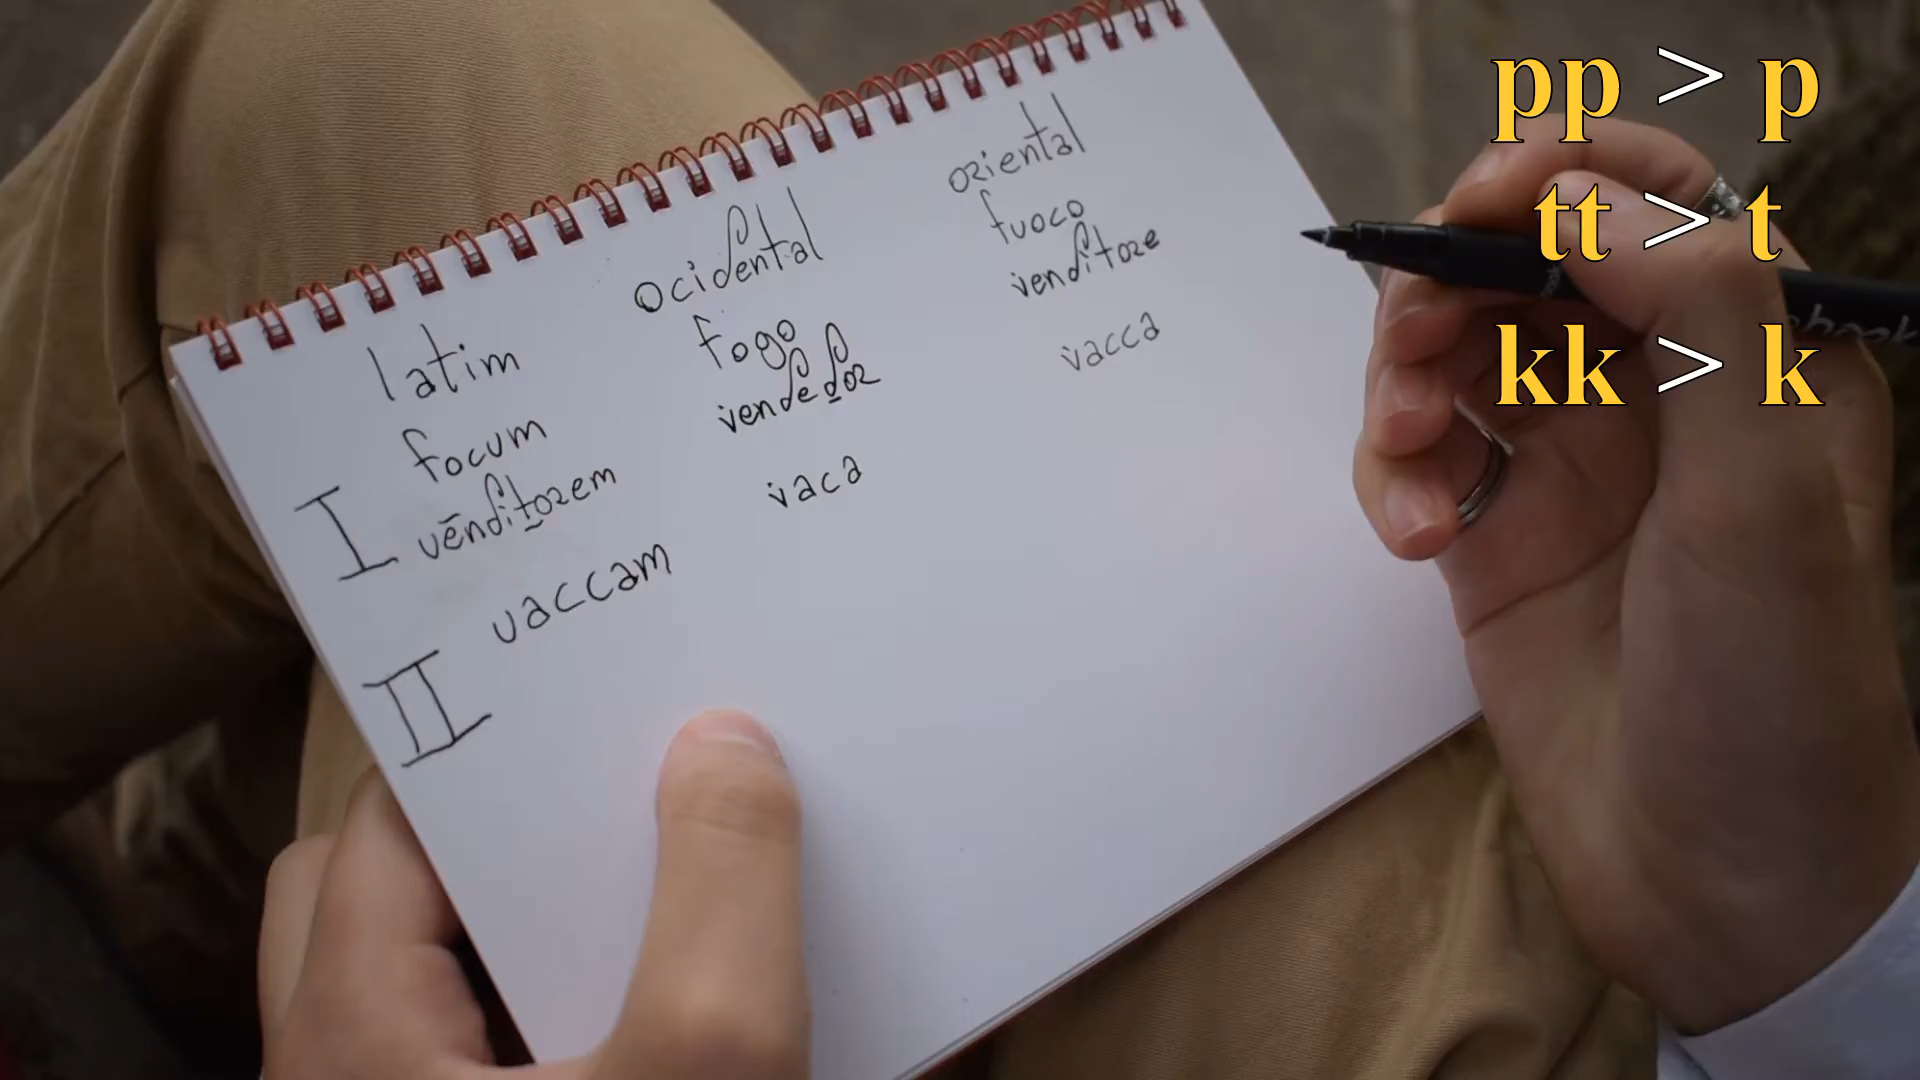 latim
focum
vēnditorem
vaccam
I
II
ocidental
fogo
vendedor
vaca
oriental
fuoco
venditore
vacca
pp > p
tt > t
kk > k